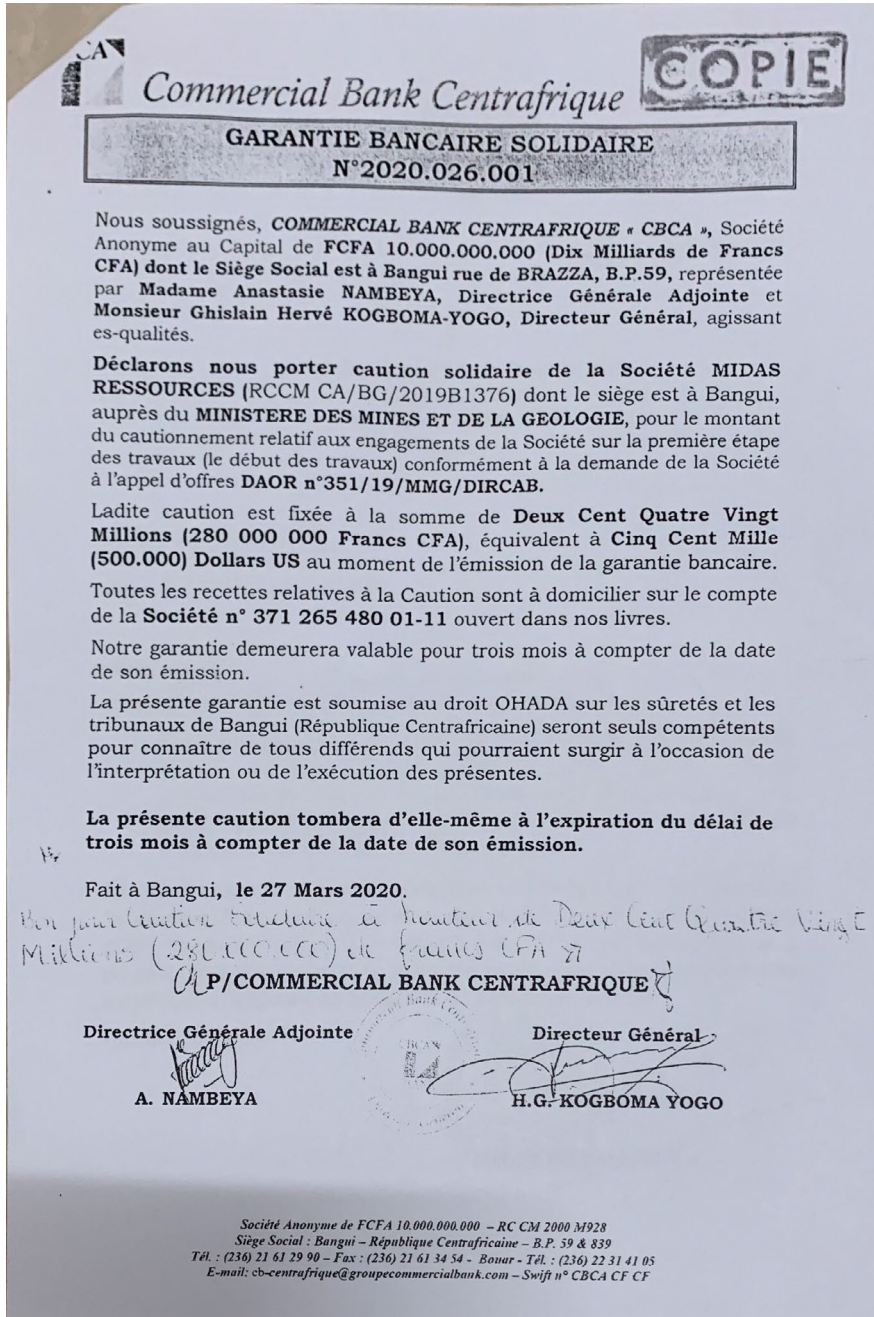 CA
Commercial Bank Centrafrique
COPIE
GARANTIE BANCAIRE SOLIDAIRE
N°2020.026.001
Nous soussignés, COMMERCIAL BANK CENTRAFRIQUE « CBCA », Société
Anonyme au Capital de FCFA 10.000.000.000 (Dix Milliards de Francs
CFA) dont le Siège Social est à Bangui rue de BRAZZA, B.P.59, représentée
par Madame Anastasie NAMBEYA, Directrice Générale Adjointe et
Monsieur Ghislain Hervé KOGBOMA-YOGO, Directeur Général, agissant
es-qualités.
Déclarons nous porter caution solidaire de la Société MIDAS
RESSOURCES (RCCM CA/BG/2019B1376) dont le siège est à Bangui,
auprès du MINISTERE DES MINES ET DE LA GEOLOGIE, pour le montant
du cautionnement relatif aux engagements de la Société sur la première étape
des travaux (le début des travaux) conformément à la demande de la Société
à l'appel d'offres DAOR n°351/19/MMG/DIRCAB.
Ladite caution est fixée à la somme de Deux Cent Quatre Vingt
Millions (280 000 000 Francs CFA), équivalent à Cinq Cent Mille
(500.000) Dollars US au moment de l'émission de la garantie bancaire.
Toutes les recettes relatives à la Caution sont à domicilier sur le compte
de la Société n° 371 265 480 01-11 ouvert dans nos livres.
Notre garantie demeurera valable pour trois mois à compter de la date
de son émission.
La présente garantie est soumise au droit OHADA sur les sûretés et les
tribunaux de Bangui (République Centrafricaine) seront seuls compétents
pour connaître de tous différends qui pourraient surgir à l'occasion de
l'interprétation ou de l'exécution des présentes.
La présente caution tombera d'elle-même à l'expiration du délai de
trois mois à compter de la date de son émission.
Fait à Bangui, le 27 Mars 2020.
Bon pour Caution Solidaire à hauteur de Deux Cent Quatre Vingt
Millions (280.000.000) de francs CFA
P/COMMERCIAL BANK CENTRAFRIQUE
Directrice Générale Adjointe
Directeur Général
A. NAMBEYA
H.G. KOGBOMA YOGO
Société Anonyme de FCFA 10.000.000.000 – RC CM 2000 M928
Siège Social : Bangui – République Centrafricaine – B.P. 59 & 839
Tél. : (236) 21 61 29 90 – Fax : (236) 21 61 34 54 - Bouar - Tél. : (236) 22 31 41 05
E-mail: cb-centrafrique@groupecommercialbank.com – Swift n° CBCA CF CF